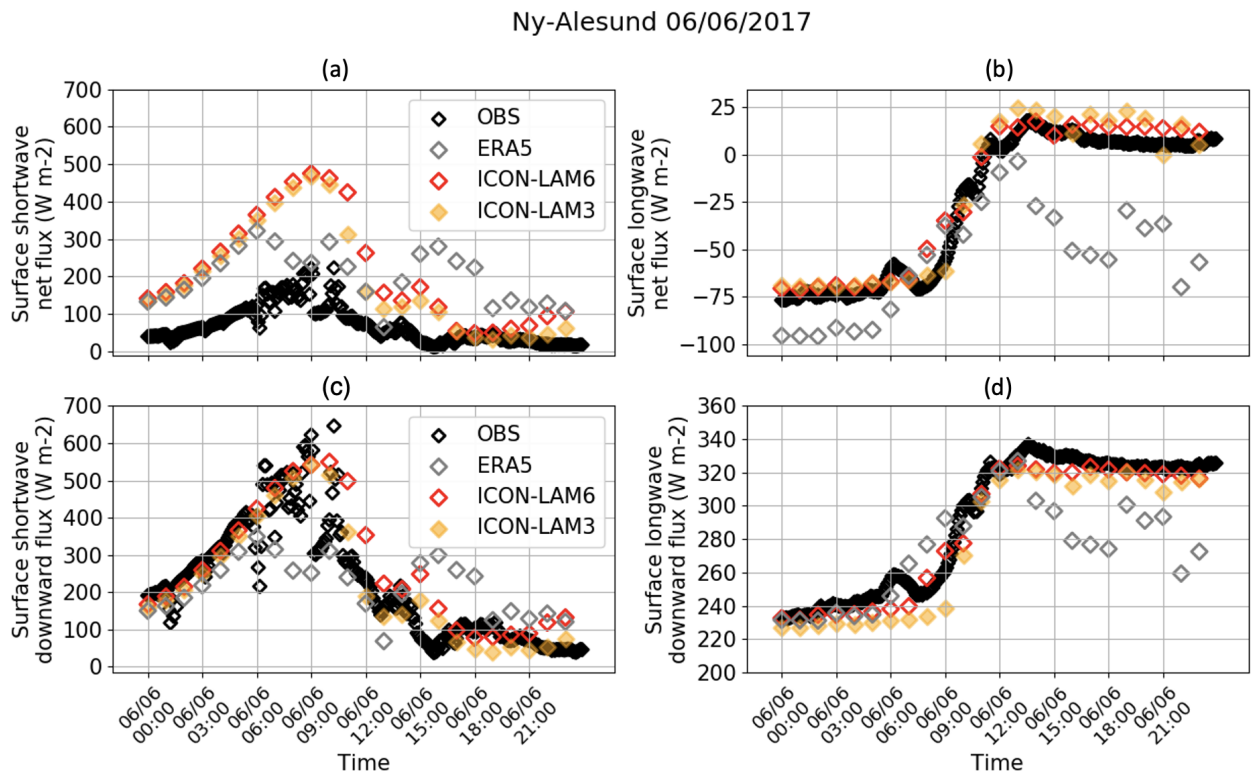 Ny-Alesund 06/06/2017
(a)
Surface shortwave
net flux (W m-2)
700
600
500
400
300
200
100
0
OBS
ERA5
ICON-LAM6
ICON-LAM3
(b)
Surface longwave
net flux (W m-2)
25
0
−25
−50
−75
−100
(c)
Surface shortwave
downward flux (W m-2)
700
600
500
400
300
200
100
0
OBS
ERA5
ICON-LAM6
ICON-LAM3
06/06
00:00
06/06
03:00
06/06
06:00
06/06
09:00
06/06
12:00
06/06
15:00
06/06
18:00
06/06
21:00
Time
(d)
Surface longwave
downward flux (W m-2)
360
340
320
300
280
260
240
220
200
06/06
00:00
06/06
03:00
06/06
06:00
06/06
09:00
06/06
12:00
06/06
15:00
06/06
18:00
06/06
21:00
Time